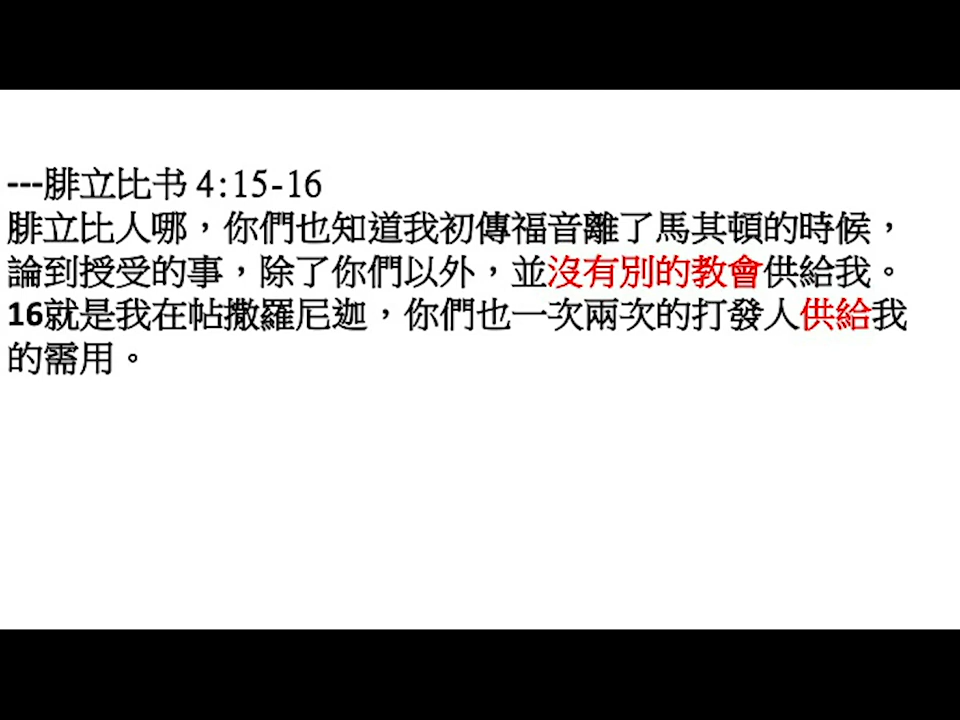 ---腓立比书 4:15-16
腓立比人哪，你們也知道我初傳福音離了馬其頓的時候，
論到授受的事，除了你們以外，並沒有別的教會供給我。
16就是我在帖撒羅尼迦，你們也一次兩次的打發人供給我
的需用。